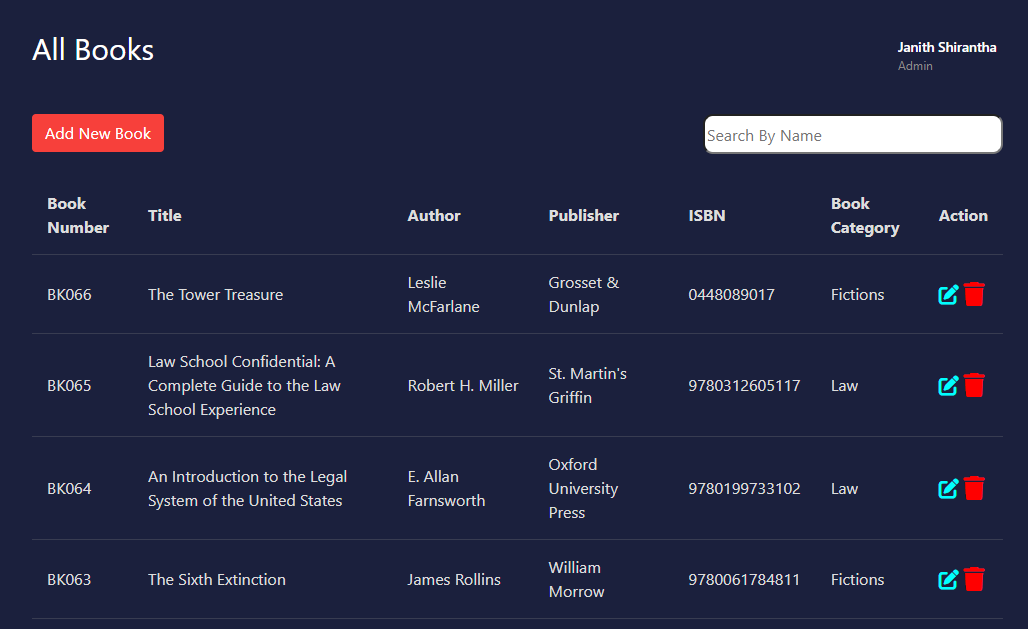 All Books
Janith Shirantha
Admin
Add New Book
Search By Name
Book Number Title Author Publisher ISBN Book Category Action
BK066 The Tower Treasure Leslie McFarlane Grosset & Dunlap 0448089017 Fictions
BK065 Law School Confidential: A Complete Guide to the Law School Experience Robert H. Miller St. Martin's Griffin 9780312605117 Law
BK064 An Introduction to the Legal System of the United States E. Allan Farnsworth Oxford University Press 9780199733102 Law
BK063 The Sixth Extinction James Rollins William Morrow 9780061784811 Fictions